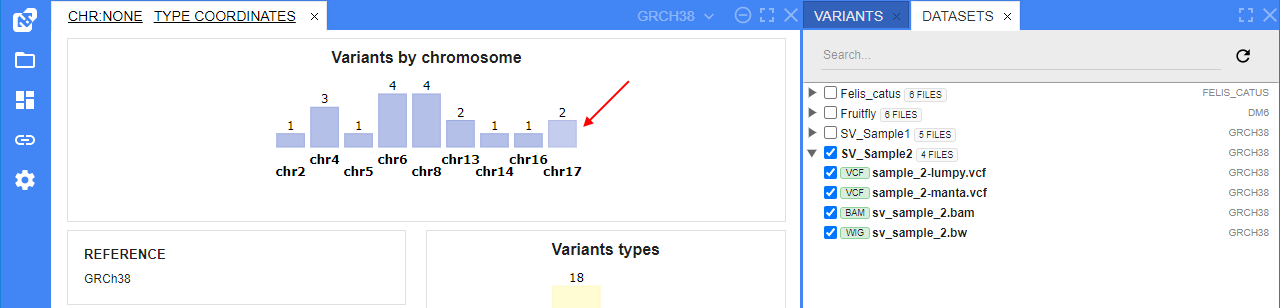 CHR:NONE TYPE COORDINATES × GRCH38
VARIANTS × DATASETS ×
Variants by chromosome
1 3 1 4 4 2 1 1 2
chr2 chr4 chr5 chr6 chr8 chr13 chr14 chr16 chr17
REFERENCE
GRCh38
Variants types
18
Search...
Felis_catus 6 FILES FELIS_CATUS
Fruitfly 6 FILES DM6
SV_Sample1 5 FILES GRCH38
SV_Sample2 4 FILES GRCH38
VCF sample_2-lumpy.vcf GRCH38
VCF sample_2-manta.vcf GRCH38
BAM sv_sample_2.bam GRCH38
WIG sv_sample_2.bw GRCH38